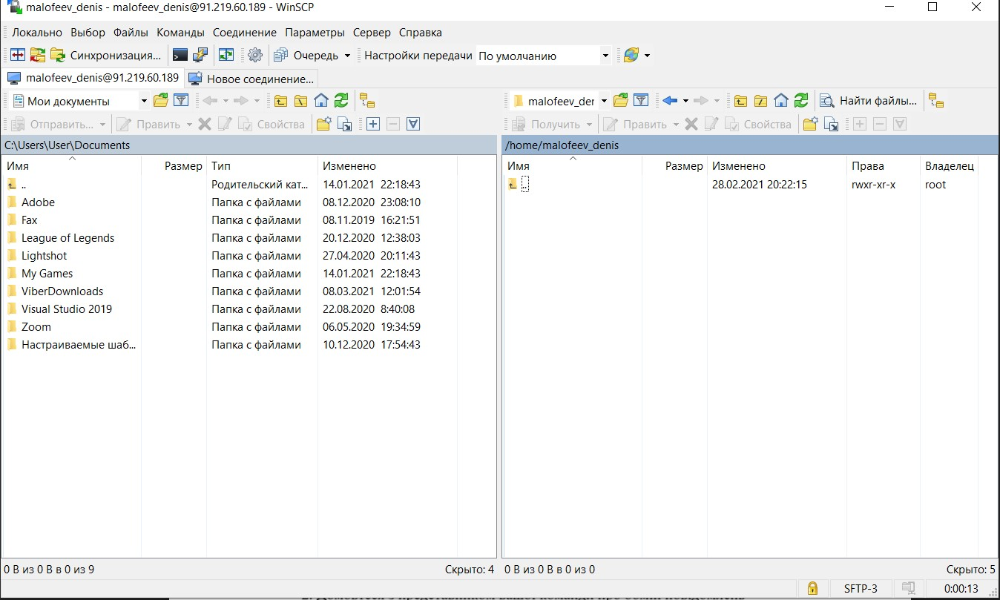 malofeev_denis - malofeev_denis@91.219.60.189 - WinSCP
Локально Выбор Файлы Команды Соединение Параметры Сервер Справка
Синхронизация... Очередь Настройки передачи По умолчанию
malofeev_denis@91.219.60.189 Новое соединение...
Мои документы malofeev_der Найти файлы...
Отправить... Править Свойства Получить Править Свойства
C:\Users\User\Documents /home/malofeev_denis
Имя Размер Тип Изменено Имя Размер Изменено Права Владелец
.. Родительский кат... 14.01.2021 22:18:43 .. 28.02.2021 20:22:15 rwxr-xr-x root
Adobe Папка с файлами 08.12.2020 23:08:10
Fax Папка с файлами 08.11.2019 16:21:51
League of Legends Папка с файлами 20.12.2020 12:38:03
Lightshot Папка с файлами 27.04.2020 20:11:43
My Games Папка с файлами 14.01.2021 22:18:43
ViberDownloads Папка с файлами 08.03.2021 12:01:54
Visual Studio 2019 Папка с файлами 22.08.2020 8:40:08
Zoom Папка с файлами 06.05.2020 19:34:59
Настраиваемые шаб... Папка с файлами 10.12.2020 17:54:43
0 B из 0 B в 0 из 9 Скрыто: 4 0 B из 0 B в 0 из 0 Скрыто: 5
SFTP-3 0:00:13